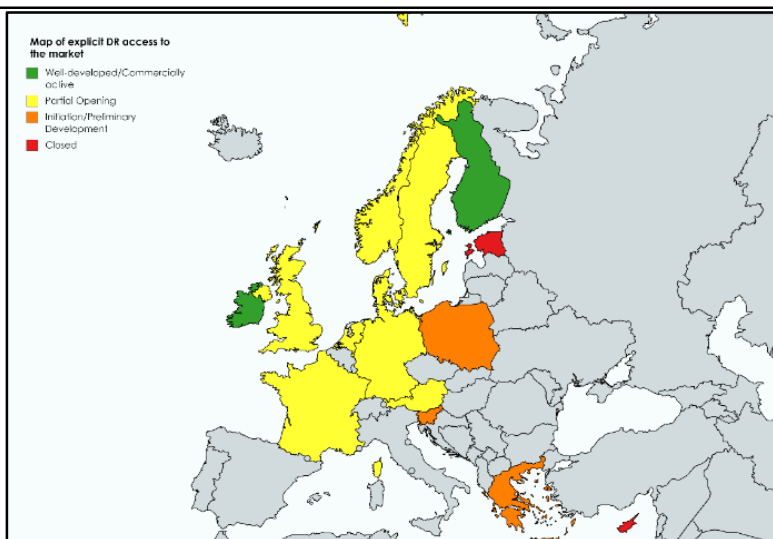 Map of explicit DR access to
the market
Well-developed/Commercially
active
Partial Opening
Initiation/Preliminary
Development
Closed